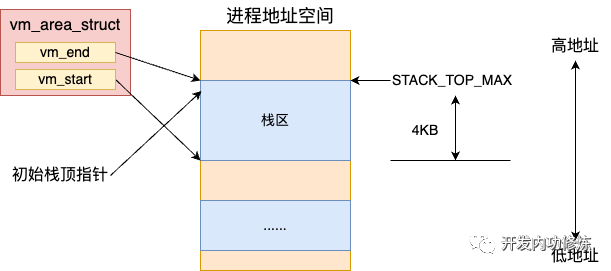 vm_area_struct
vm_end
vm_start
初始栈顶指针
进程地址空间
栈区
......
STACK_TOP_MAX
4KB
高地址
开发内功修炼
低地址